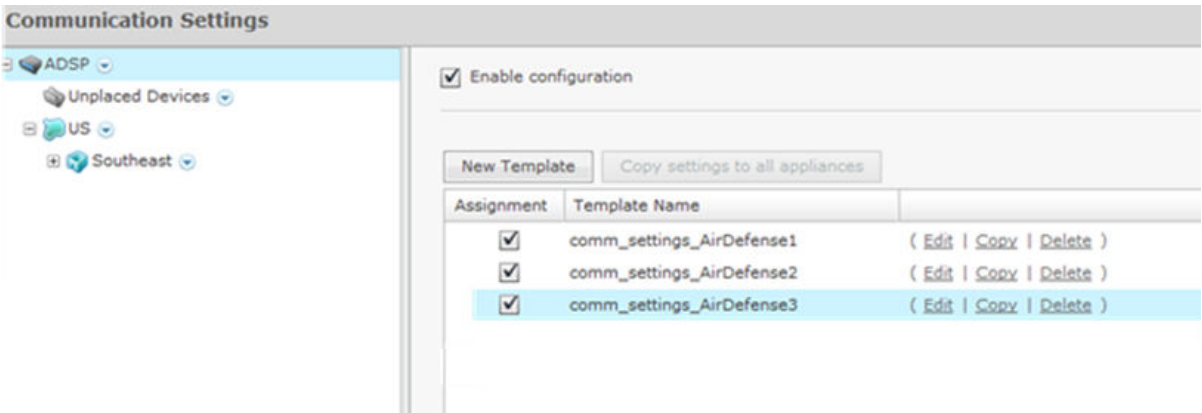 Communication Settings
ADSP
Unplaced Devices
US
Southeast
Enable configuration
New Template Copy settings to all appliances
Assignment Template Name
comm_settings_AirDefense1 ( Edit | Copy | Delete )
comm_settings_AirDefense2 ( Edit | Copy | Delete )
comm_settings_AirDefense3 ( Edit | Copy | Delete )